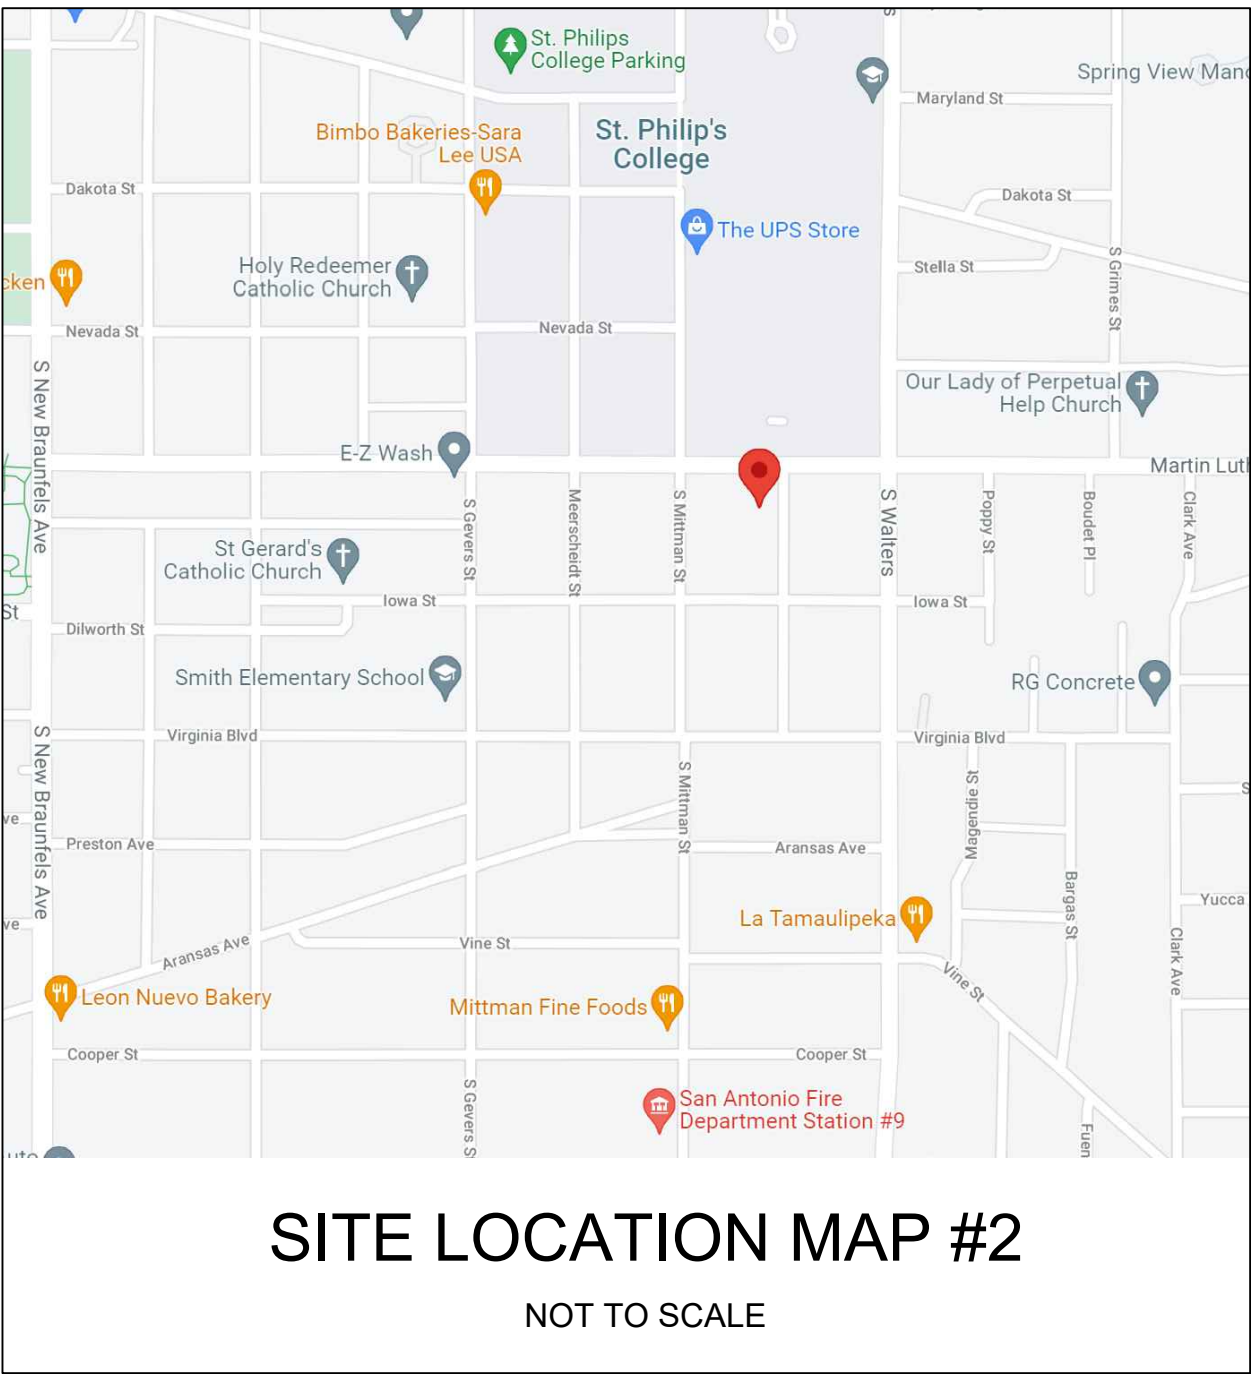 St. Philips
College Parking
Spring View Man
Maryland St
Bimbo Bakeries-Sara
Lee USA
St. Philip's
College
Dakota St
Dakota St
The UPS Store
Holy Redeemer
Catholic Church
Stella St
S Grimes St
cken
Nevada St
Nevada St
S New Braunfels Ave
Our Lady of Perpetual
Help Church
E-Z Wash
Martin Luth
S Gevers St
Meerscheidt St
S Mittman St
S Walters
Poppy St
Boudet Pl
Clark Ave
St Gerard's
Catholic Church
Iowa St
Iowa St
St
Dilworth St
Smith Elementary School
RG Concrete
Virginia Blvd
Virginia Blvd
S New Braunfels Ave
S Mittman St
Magendie St
ve
Preston Ave
Aransas Ave
Bargas St
Yucca
La Tamaulipeka
ve
Aransas Ave
Vine St
Clark Ave
Vine St
Leon Nuevo Bakery
Mittman Fine Foods
Cooper St
Cooper St
S Gevers S
San Antonio Fire
Department Station #9
Fuen
uto
SITE LOCATION MAP #2
NOT TO SCALE